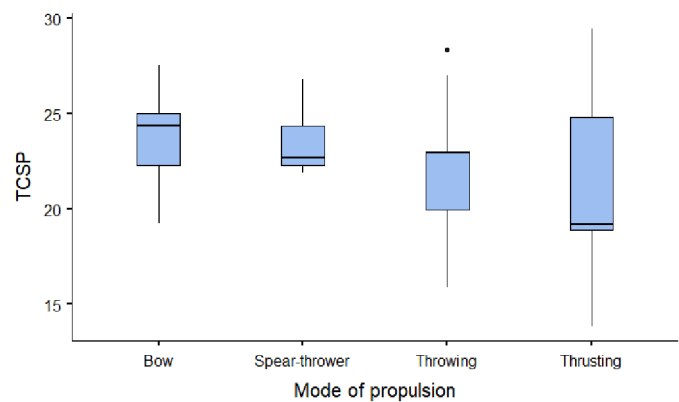 30
25
20
15
TCSP
Bow Spear-thrower Throwing Thrusting
Mode of propulsion